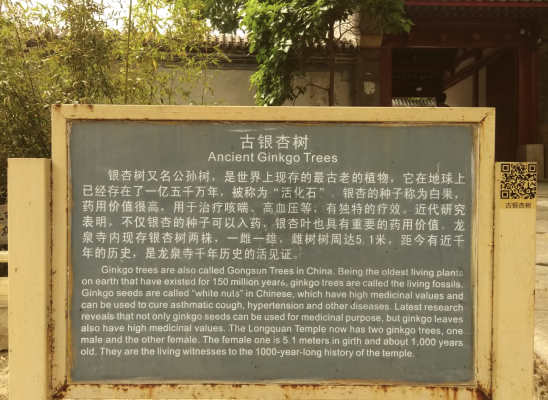 古银杏树
Ancient Ginkgo Trees
银杏树又名公孙树，是世界上现存的最古老的植物，它在地球上
已经存在了一亿五千万年，被称为“活化石”。银杏的种子称为白果，
药用价值很高，用于治疗咳喘、高血压等，有独特的疗效。近代研究
表明，不仅银杏的种子可以入药，银杏叶也具有重要的药用价值。龙
泉寺内现存银杏树两株，一雌一雄，雌树树周达5.1米，距今有近千
年的历史，是龙泉寺千年历史的活见证。
Ginkgo trees are also called Gongsun Trees in China. Being the oldest living plants
on earth that have existed for 150 million years, ginkgo trees are called the living fossils.
Ginkgo seeds are called "white nuts" in Chinese, which have high medicinal values and
can be used to cure asthmatic cough, hypertension and other diseases. Latest research
reveals that not only ginkgo seeds can be used for medicinal purpose, but ginkgo leaves
also have high medicinal values. The Longquan Temple now has two ginkgo trees, one
male and the other female. The female one is 5.1 meters in girth and about 1,000 years
old. They are the living witnesses to the 1000-year-long history of the temple.
古银杏树